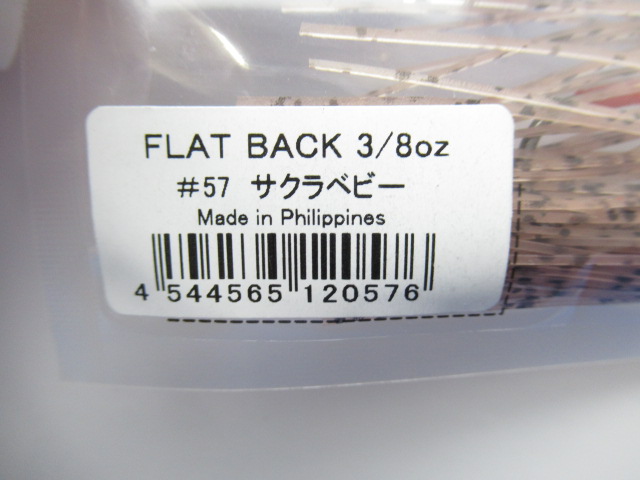 FLAT BACK 3/8oz
#57 サクラベビー
Made in Philippines
4 544565 120576